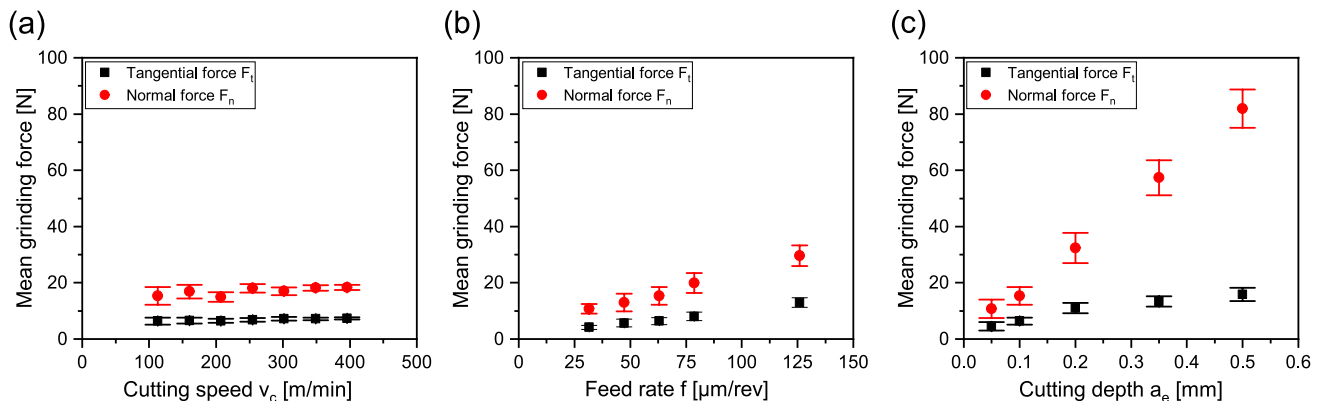 (a)
Mean grinding force [N]
100
80
60
40
20
0
Tangential force Fₜ
Normal force Fₙ
0
100
200
300
400
500
Cutting speed v_c [m/min]
(b)
Mean grinding force [N]
100
80
60
40
20
0
Tangential force Fₜ
Normal force Fₙ
0
25
50
75
100
125
150
Feed rate f [µm/rev]
(c)
Mean grinding force [N]
100
80
60
40
20
0
Tangential force Fₜ
Normal force Fₙ
0.0
0.1
0.2
0.3
0.4
0.5
0.6
Cutting depth aₑ [mm]